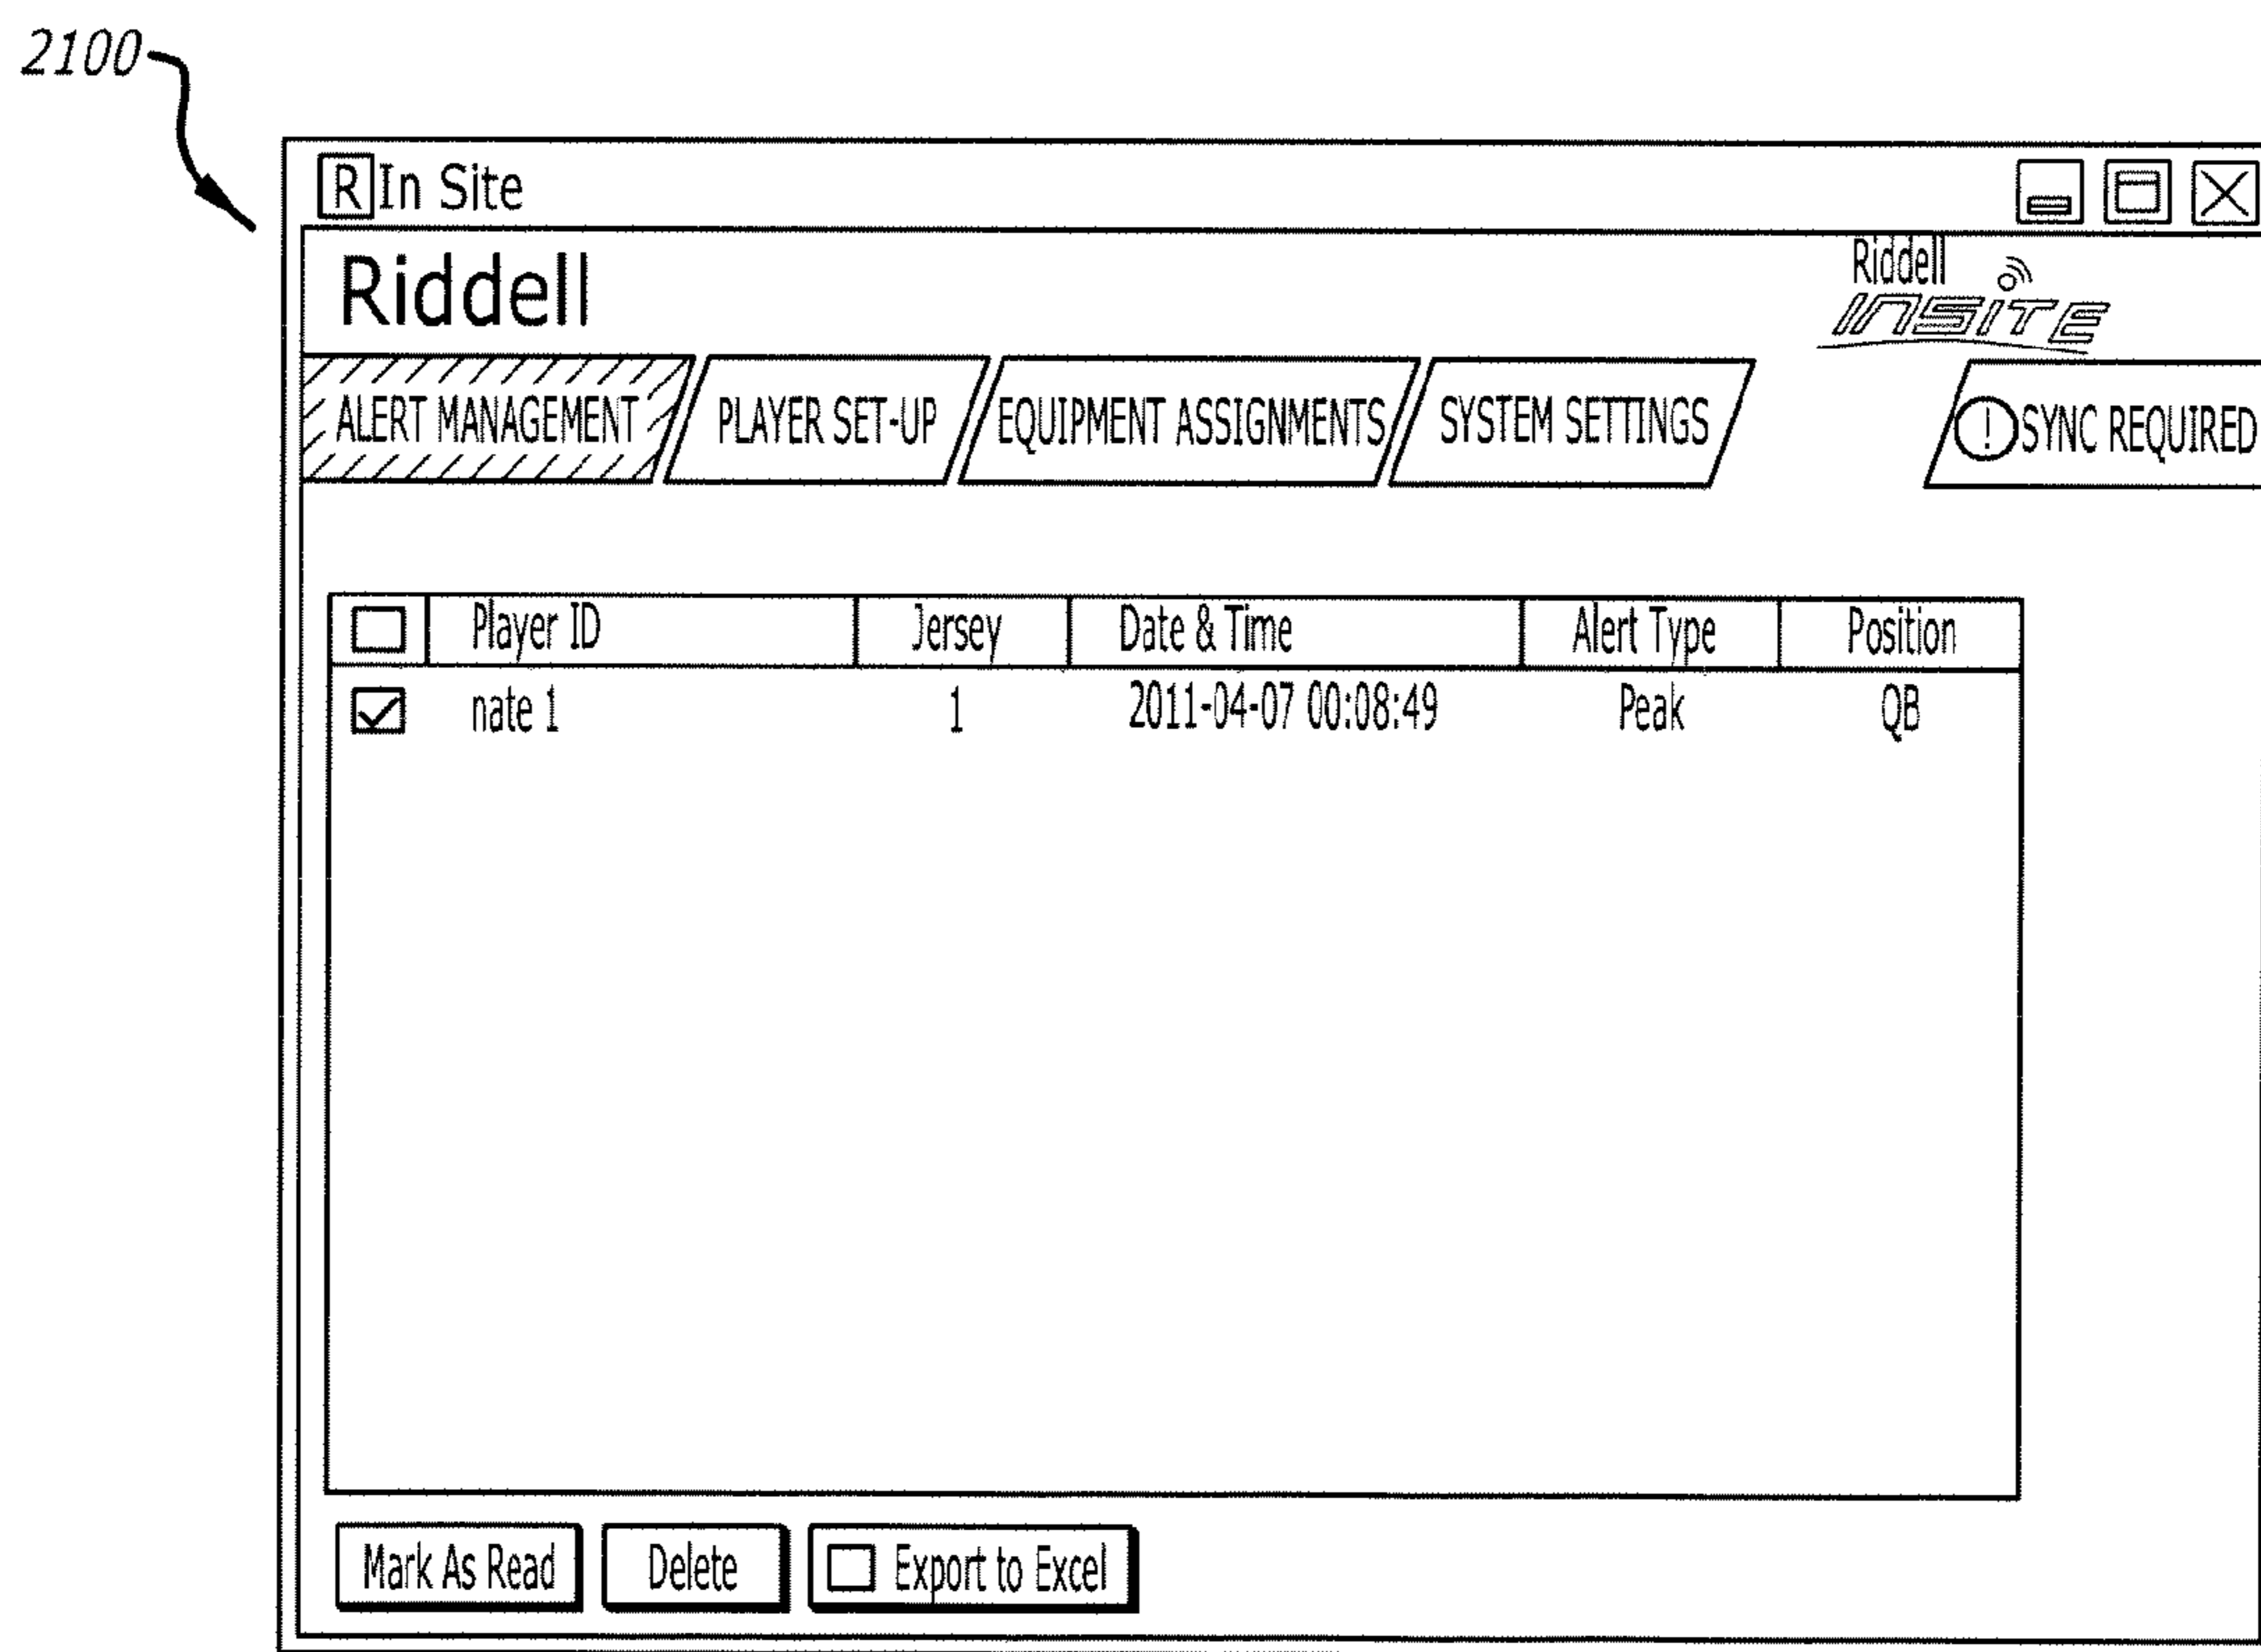 2100
R In Site
Riddell
Riddell
INSITE
ALERT MANAGEMENT PLAYER SET-UP EQUIPMENT ASSIGNMENTS SYSTEM SETTINGS ! SYNC REQUIRED
Player ID Jersey Date & Time Alert Type Position
nate 1 1 2011-04-07 00:08:49 Peak QB
Mark As Read Delete Export to Excel